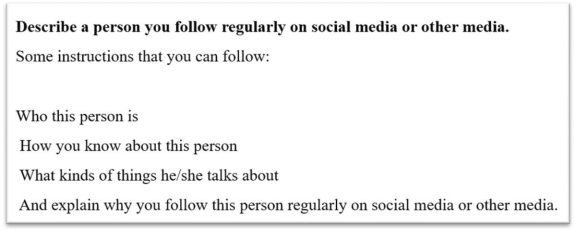 Describe a person you follow regularly on social media or other media.
Some instructions that you can follow:
Who this person is
How you know about this person
What kinds of things he/she talks about
And explain why you follow this person regularly on social media or other media.